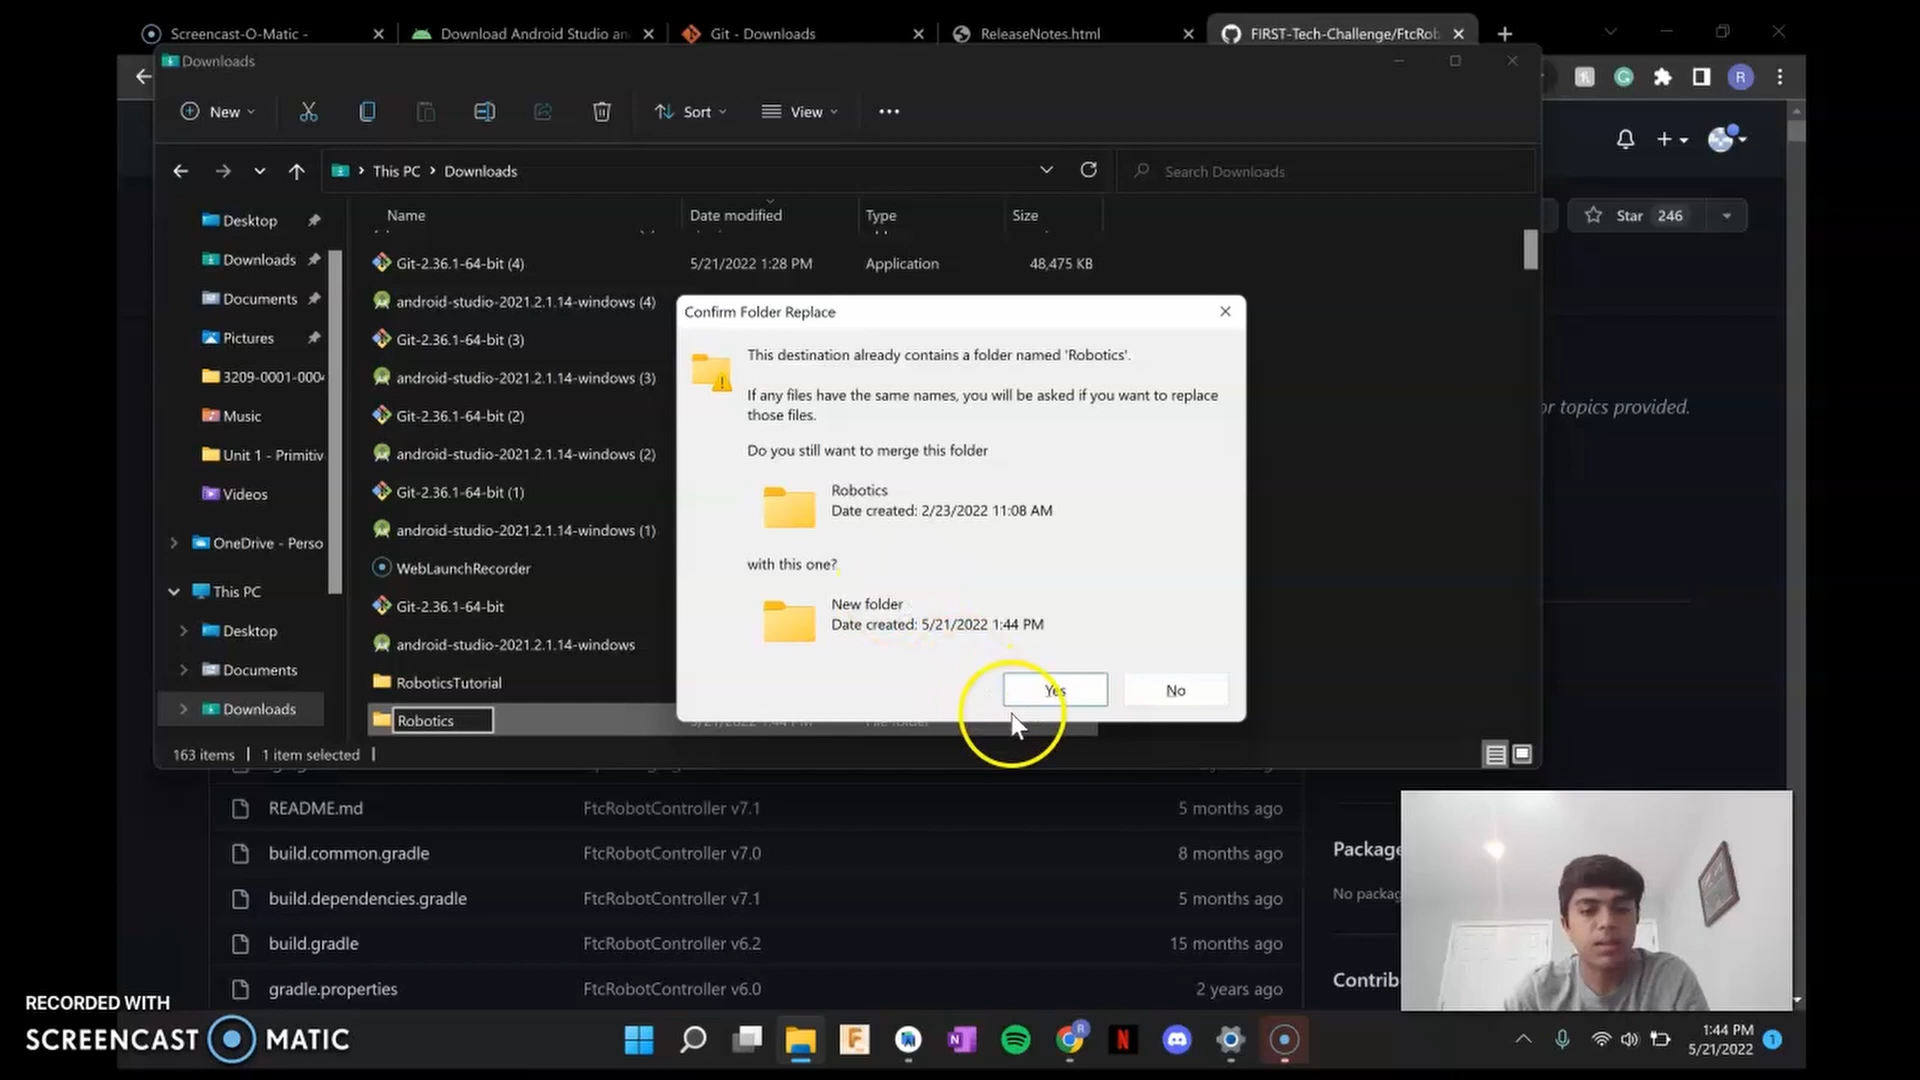 Screencast-O-Matic -
Download Android Studio an
Git - Downloads
ReleaseNotes.html
FIRST-Tech-Challenge/FtcRob
Downloads
New
Sort
View
R
This PC
Downloads
Search Downloads
Star 246
Name
Date modified
Type
Size
Desktop
Downloads
Documents
Pictures
3209-0001-0004
Music
Unit 1 - Primitiv
Videos
OneDrive - Perso
This PC
Desktop
Documents
Downloads
Git-2.36.1-64-bit (4) 5/21/2022 1:28 PM Application 48,475 KB
android-studio-2021.2.1.14-windows (4)
Git-2.36.1-64-bit (3)
android-studio-2021.2.1.14-windows (3)
Git-2.36.1-64-bit (2)
android-studio-2021.2.1.14-windows (2)
Git-2.36.1-64-bit (1)
android-studio-2021.2.1.14-windows (1)
WebLaunchRecorder
Git-2.36.1-64-bit
android-studio-2021.2.1.14-windows
RoboticsTutorial
Robotics
163 items
1 item selected
Confirm Folder Replace
This destination already contains a folder named 'Robotics'.
If any files have the same names, you will be asked if you want to replace
those files.
Do you still want to merge this folder
Robotics
Date created: 2/23/2022 11:08 AM
with this one?
New folder
Date created: 5/21/2022 1:44 PM
Yes
No
or topics provided.
README.md FtcRobotController v7.1 5 months ago
build.common.gradle FtcRobotController v7.0 8 months ago
build.dependencies.gradle FtcRobotController v7.1 5 months ago
build.gradle FtcRobotController v6.2 15 months ago
gradle.properties FtcRobotController v6.0 2 years ago
Package
No packag
Contrib
RECORDED WITH
SCREENCAST MATIC
1:44 PM
5/21/2022
1